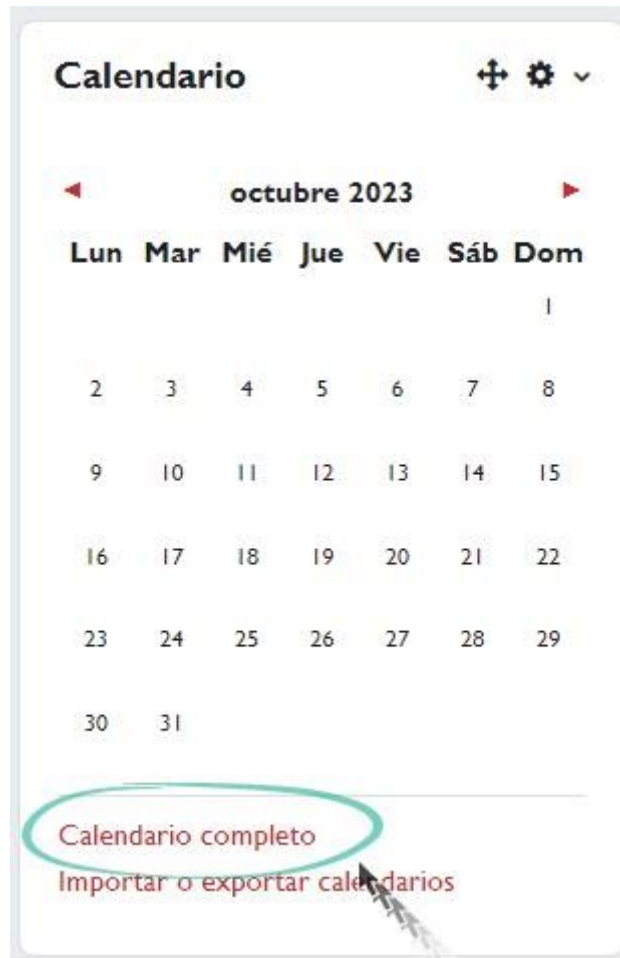 Calendario
octubre 2023
Lun Mar Mié Jue Vie Sáb Dom
1
2 3 4 5 6 7 8
9 10 11 12 13 14 15
16 17 18 19 20 21 22
23 24 25 26 27 28 29
30 31
Calendario completo
Importar o exportar calendarios